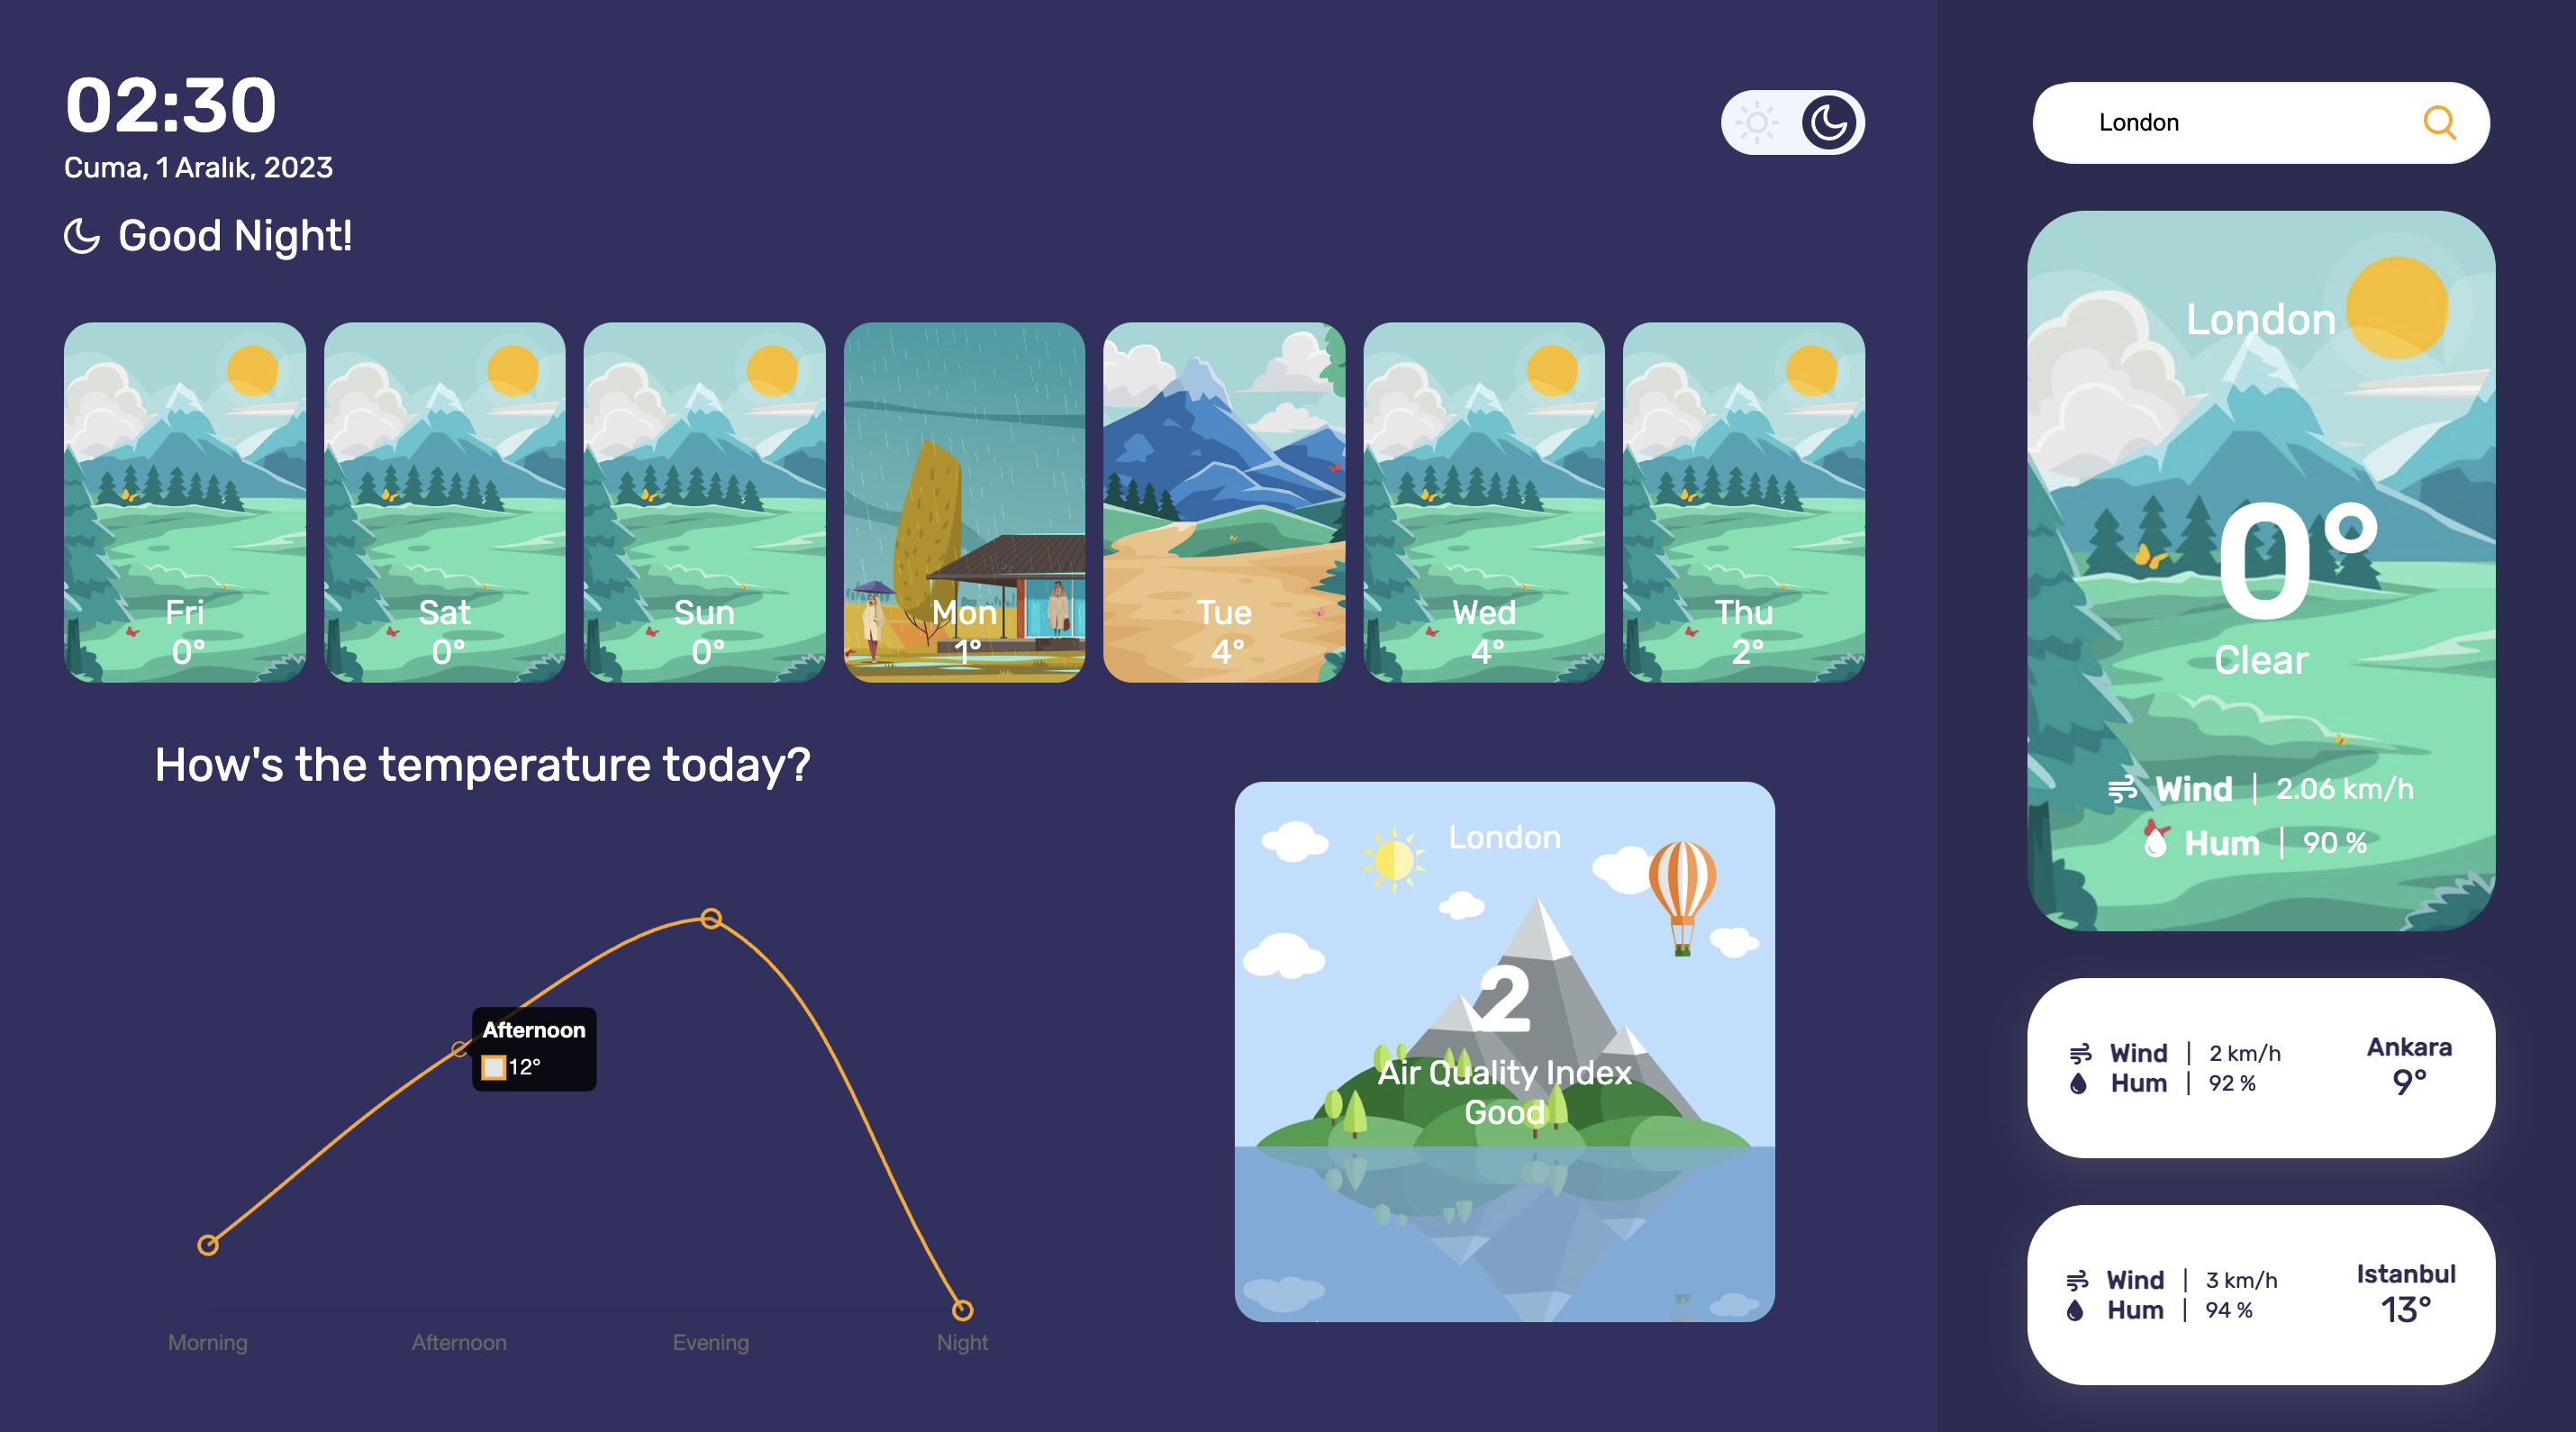 02:30
Cuma, 1 Aralık, 2023
Good Night!
Fri
0°
Sat
0°
Sun
0°
Mon
1°
Tue
4°
Wed
4°
Thu
2°
How's the temperature today?
Afternoon
12°
Morning
Afternoon
Evening
Night
London
2
Air Quality Index
Good
London
London
0°
Clear
Wind | 2.06 km/h
Hum | 90 %
Wind | 2 km/h
Hum | 92 %
Ankara
9°
Wind | 3 km/h
Hum | 94 %
Istanbul
13°